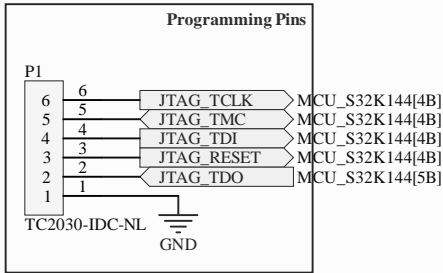 Programming Pins
P1
6 6 JTAG_TCLK MCU_S32K144[4B]
5 5 JTAG_TMC MCU_S32K144[4B]
4 4 JTAG_TDI MCU_S32K144[4B]
3 3 JTAG_RESET MCU_S32K144[4B]
2 2 JTAG_TDO MCU_S32K144[5B]
1 1
TC2030-IDC-NL
GND